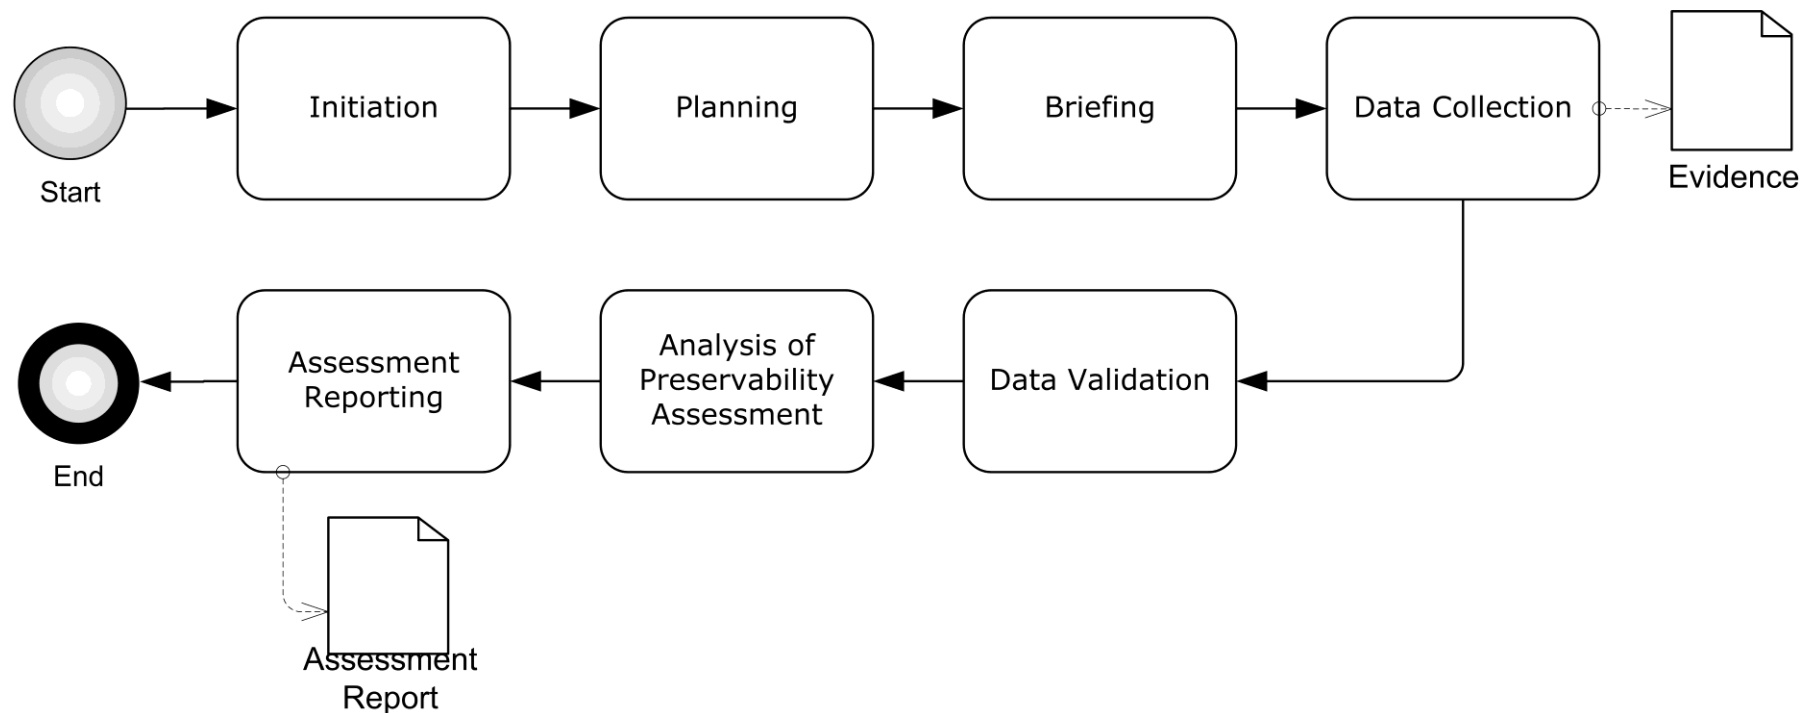 Start
Initiation
Planning
Briefing
Data Collection
Evidence
End
Assessment
Reporting
Analysis of
Preservability
Assessment
Data Validation
Assessment
Report